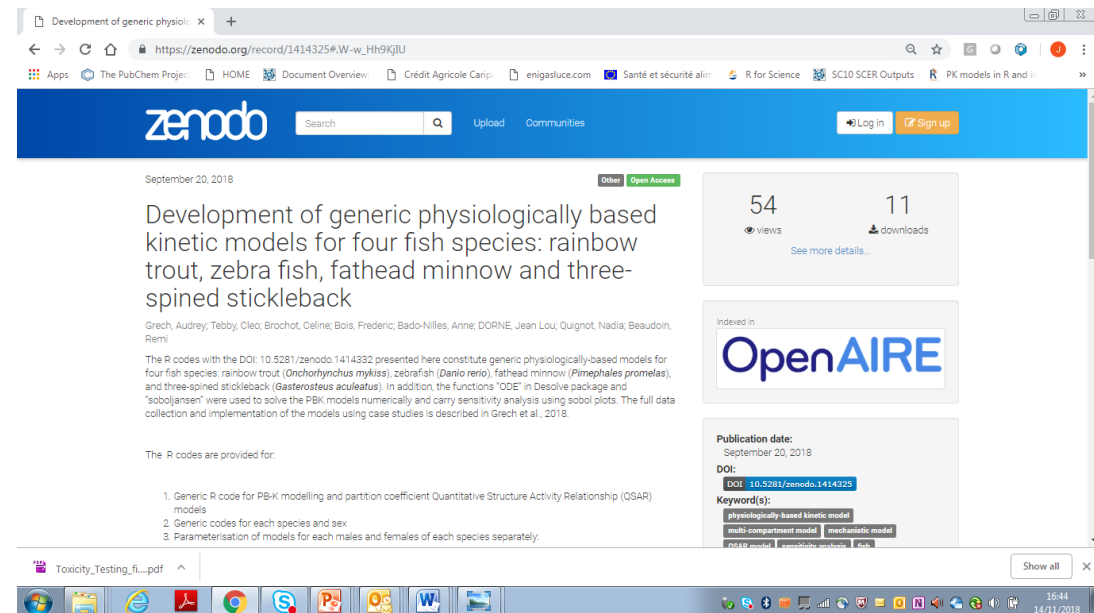 Development of generic physiolo
https://zenodo.org/record/1414325#.W-w_Hh9KjIU
Apps The PubChem Projec HOME Document Overview: Crédit Agricole Carip enigasluce.com Santé et sécurité alim R for Science SC10 SCER Outputs PK models in R and i »
zenodo Search Upload Communities Log in Sign up
September 20, 2018 Other Open Access
Development of generic physiologically based
kinetic models for four fish species: rainbow
trout, zebra fish, fathead minnow and three-
spined stickleback
Grech, Audrey; Tebby, Cleo; Brochot, Celine; Bois, Frederic; Bado-Nilles, Anne; DORNE, Jean Lou; Quignot, Nadia; Beaudoin,
Remi
The R codes with the DOI: 10.5281/zenodo.1414332 presented here constitute generic physiologically-based models for
four fish species: rainbow trout (Onchorhynchus mykiss), zebrafish (Danio rerio), fathead minnow (Pimephales promelas),
and three-spined stickleback (Gasterosteus aculeatus). In addition, the functions "ODE" in Desolve package and
"soboljansen" were used to solve the PBK models numerically and carry sensitivity analysis using sobol plots. The full data
collection and implementation of the models using case studies is described in Grech et al., 2018.
The R codes are provided for:
1. Generic R code for PB-K modelling and partition coefficient Quantitative Structure Activity Relationship (QSAR)
models
2. Generic codes for each species and sex
3. Parameterisation of models for each males and females of each species separately:
54 11
views downloads
See more details...
Indexed in
OpenAIRE
Publication date:
September 20, 2018
DOI:
DOI 10.5281/zenodo.1414325
Keyword(s):
physiologically-based kinetic model
multi-compartment model mechanistic model
QSAR model sensitivity analysis fish
Toxicity_Testing_fi....pdf Show all
16:44
14/11/2018